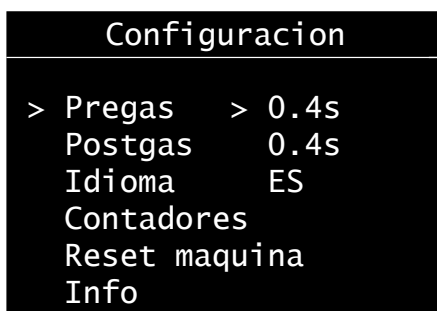 Configuracion
> Pregas > 0.4s
Postgas 0.4s
Idioma ES
Contadores
Reset maquina
Info